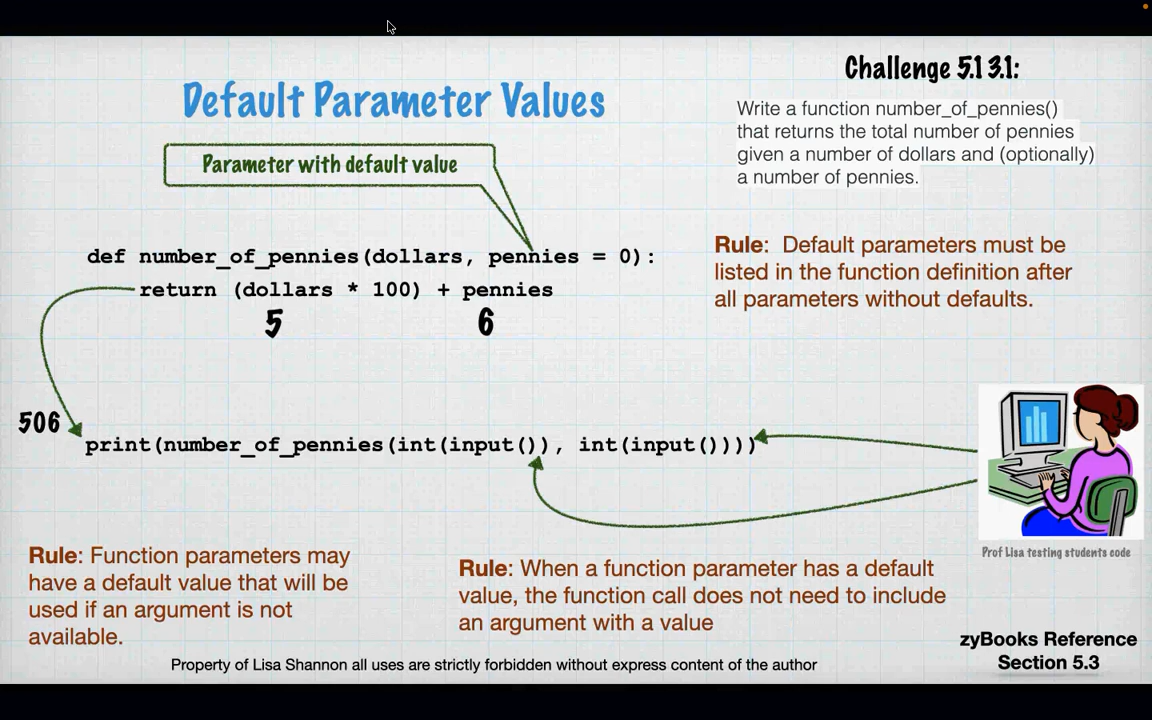 Challenge 5.1 3.1:
Default Parameter Values
Write a function number_of_pennies()
that returns the total number of pennies
given a number of dollars and (optionally)
a number of pennies.
Parameter with default value
def number_of_pennies(dollars, pennies = 0):
return (dollars * 100) + pennies
5 6
Rule: Default parameters must be
listed in the function definition after
all parameters without defaults.
506
print(number_of_pennies(int(input()), int(input())))
Prof Lisa testing students code
Rule: Function parameters may
have a default value that will be
used if an argument is not
available.
Rule: When a function parameter has a default
value, the function call does not need to include
an argument with a value
zyBooks Reference
Section 5.3
Property of Lisa Shannon all uses are strictly forbidden without express content of the author